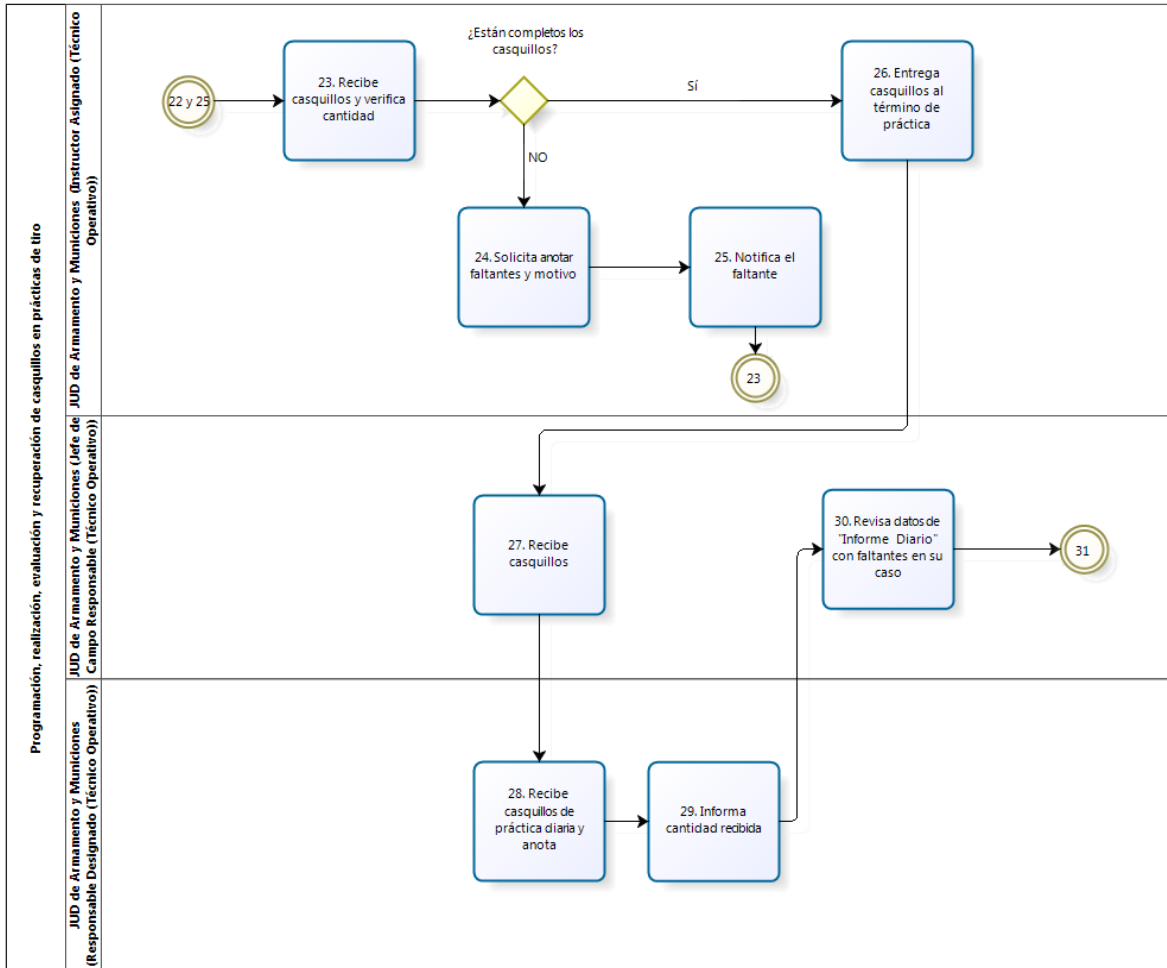 Programación, realización, evaluación y recuperación de casquillos en prácticas de tiro
JUD de Armamento y Municiones (Instructor Asignado (Técnico
Operativo))
¿Están completos los
casquillos?
22 y 25
23. Recibe
casquillos y verifica
cantidad
Sí
26. Entrega
casquillos al
término de
práctica
NO
24. Solicita anotar
faltantes y motivo
25. Notifica el
faltante
23
JUD de Armamento y Municiones (Jefe de
Campo Responsable (Técnico Operativo))
27. Recibe
casquillos
30. Revisa datos de
"Informe Diario"
con faltantes en su
caso
31
JUD de Armamento y Municiones
(Responsable Designado (Técnico Operativo))
28. Recibe
casquillos de
práctica diaria y
anota
29. Informa
cantidad recibida